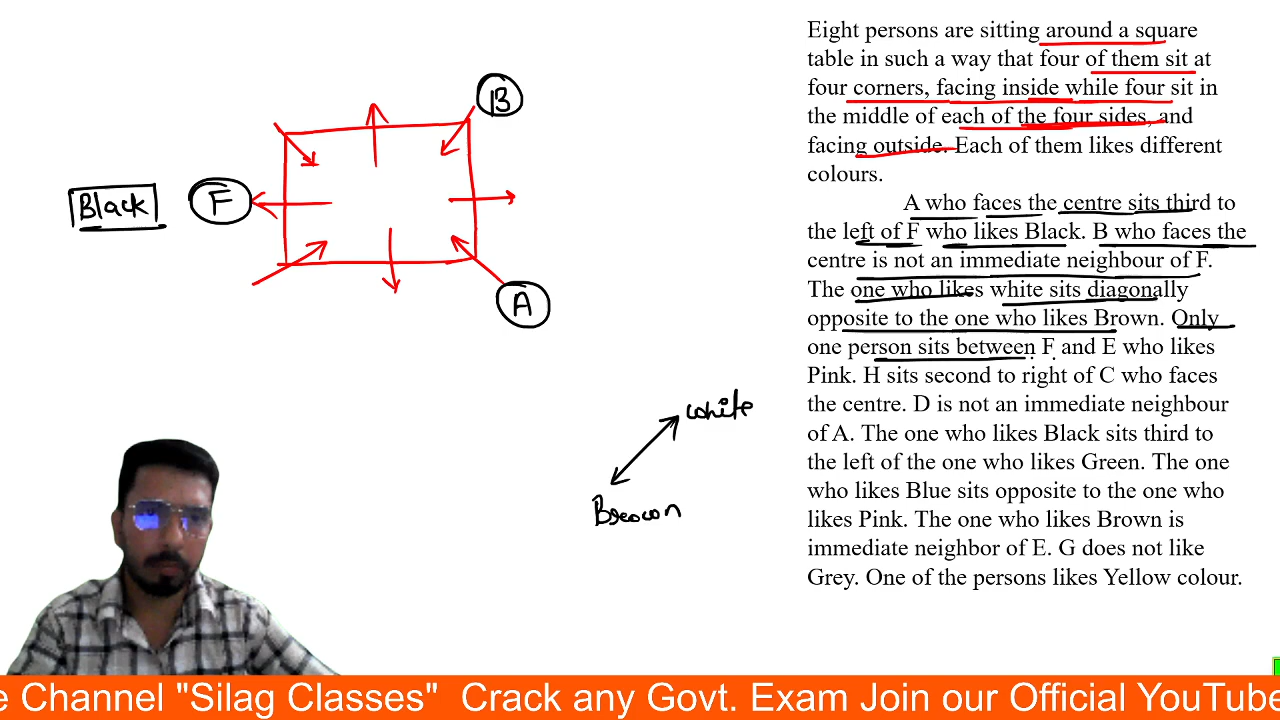 Eight persons are sitting around a square
table in such a way that four of them sit at
four corners, facing inside while four sit in
the middle of each of the four sides, and
facing outside. Each of them likes different
colours.
A who faces the centre sits third to
the left of F who likes Black. B who faces the
centre is not an immediate neighbour of F.
The one who likes white sits diagonally
opposite to the one who likes Brown. Only
one person sits between F and E who likes
Pink. H sits second to right of C who faces
the centre. D is not an immediate neighbour
of A. The one who likes Black sits third to
the left of the one who likes Green. The one
who likes Blue sits opposite to the one who
likes Pink. The one who likes Brown is
immediate neighbor of E. G does not like
Grey. One of the persons likes Yellow colour.
B
Black
F
A
white
Brown
e Channel "Silag Classes" Crack any Govt. Exam Join our Official YouTube